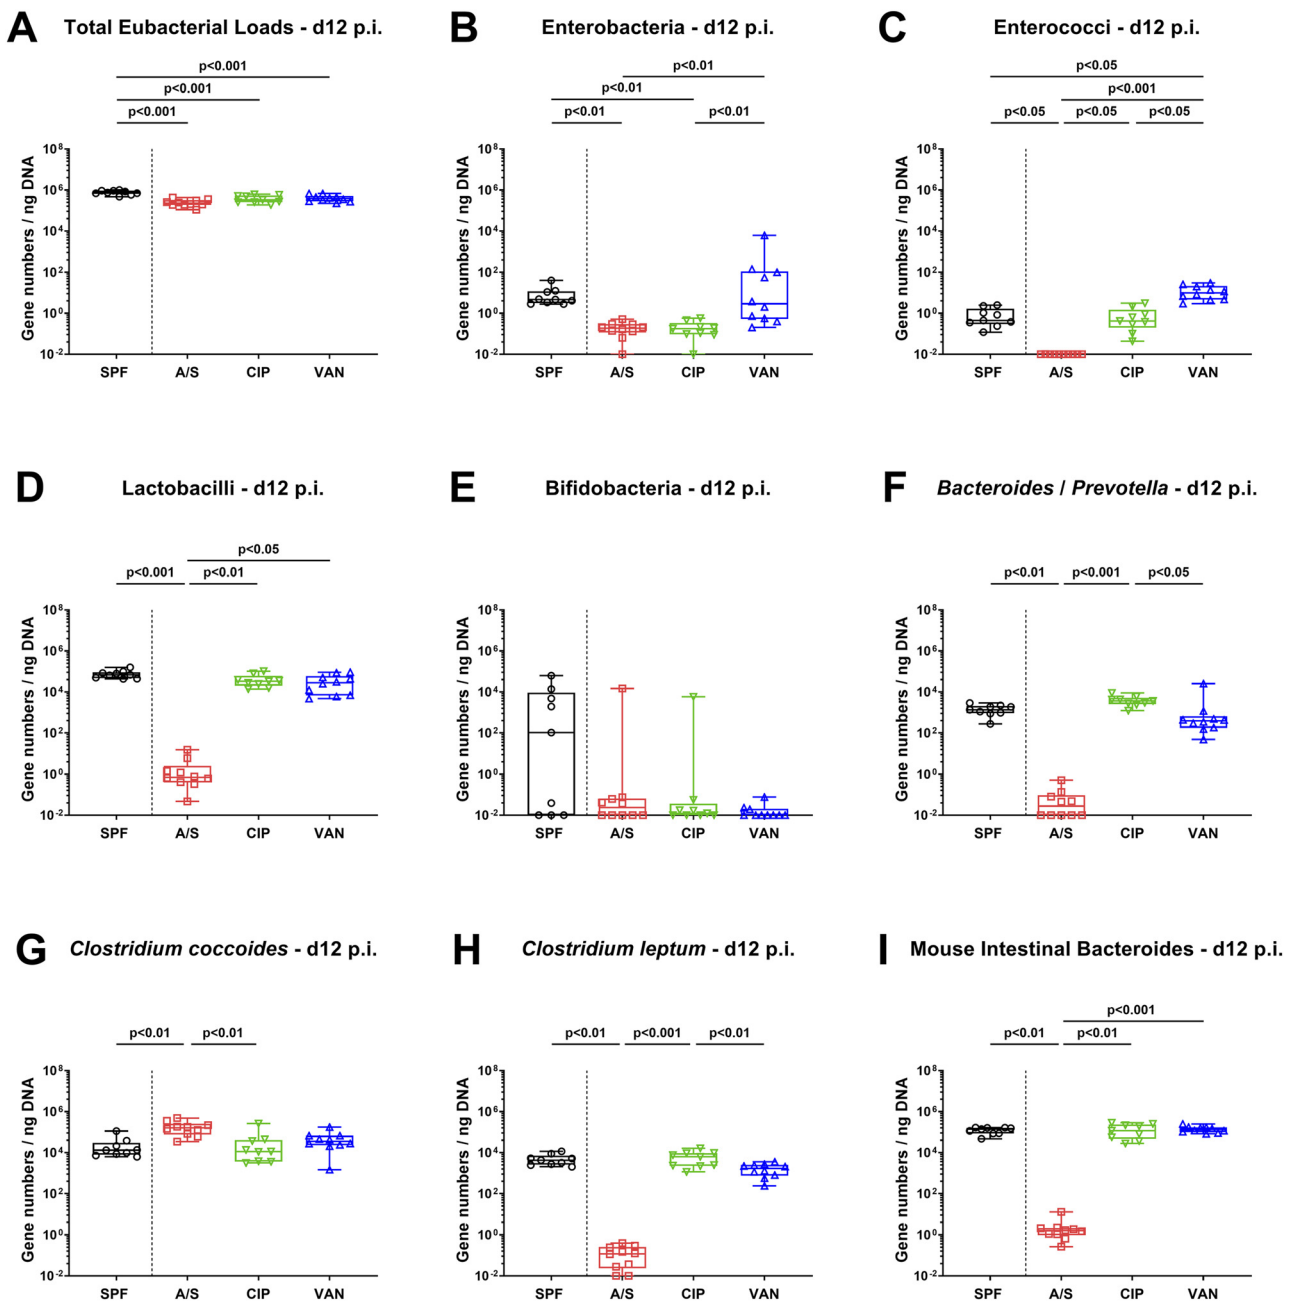 A Total Eubacterial Loads - d12 p.i.
p<0.001
p<0.001
p<0.001
Gene numbers / ng DNA
10^8
10^6
10^4
10^2
10^0
10^-2
SPF A/S CIP VAN
B Enterobacteria - d12 p.i.
p<0.01
p<0.01
p<0.01 p<0.01
Gene numbers / ng DNA
10^8
10^6
10^4
10^2
10^0
10^-2
SPF A/S CIP VAN
C Enterococci - d12 p.i.
p<0.05
p<0.001
p<0.05 p<0.05 p<0.05
Gene numbers / ng DNA
10^8
10^6
10^4
10^2
10^0
10^-2
SPF A/S CIP VAN
D Lactobacilli - d12 p.i.
p<0.05
p<0.001 p<0.01
Gene numbers / ng DNA
10^8
10^6
10^4
10^2
10^0
10^-2
SPF A/S CIP VAN
E Bifidobacteria - d12 p.i.
Gene numbers / ng DNA
10^8
10^6
10^4
10^2
10^0
10^-2
SPF A/S CIP VAN
F Bacteroides / Prevotella - d12 p.i.
p<0.01 p<0.001 p<0.05
Gene numbers / ng DNA
10^8
10^6
10^4
10^2
10^0
10^-2
SPF A/S CIP VAN
G Clostridium coccoides - d12 p.i.
p<0.01 p<0.01
Gene numbers / ng DNA
10^8
10^6
10^4
10^2
10^0
10^-2
SPF A/S CIP VAN
H Clostridium leptum - d12 p.i.
p<0.01 p<0.001 p<0.01
Gene numbers / ng DNA
10^8
10^6
10^4
10^2
10^0
10^-2
SPF A/S CIP VAN
I Mouse Intestinal Bacteroides - d12 p.i.
p<0.001
p<0.01 p<0.01
Gene numbers / ng DNA
10^8
10^6
10^4
10^2
10^0
10^-2
SPF A/S CIP VAN